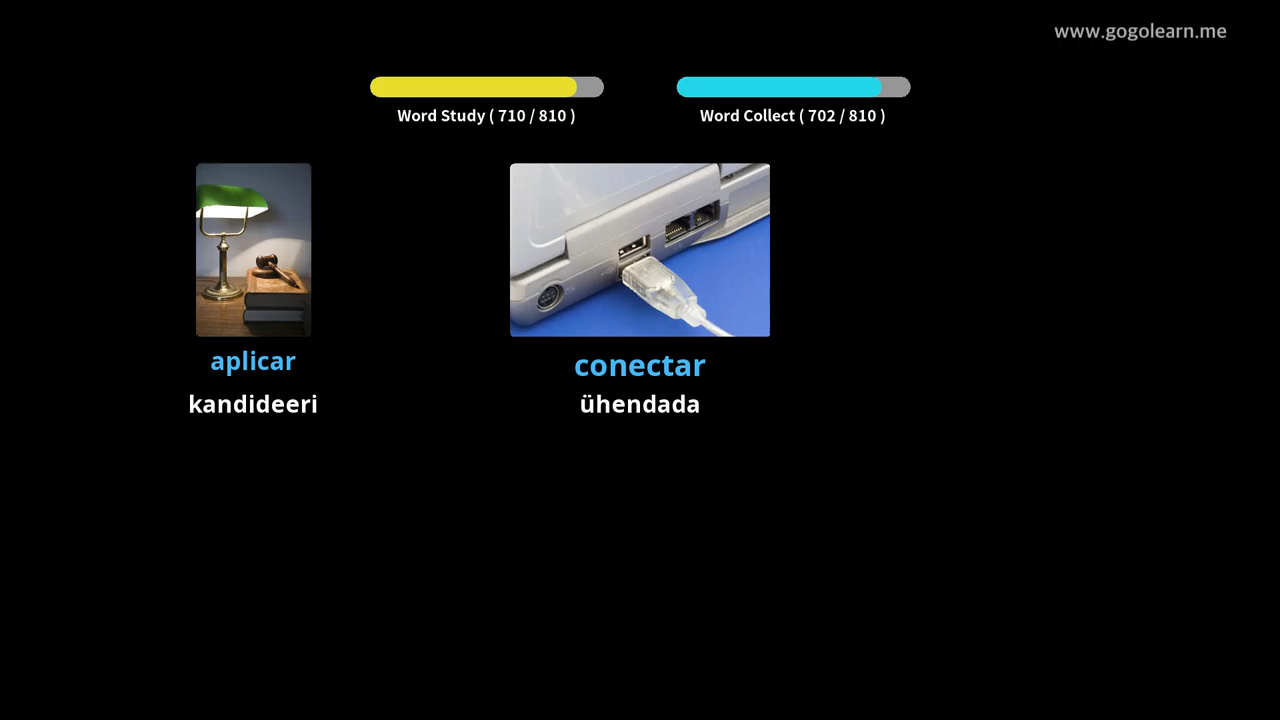 www.gogolearn.me
Word Study ( 710 / 810 )
Word Collect ( 702 / 810 )
aplicar
kandideeri
conectar
ühendada